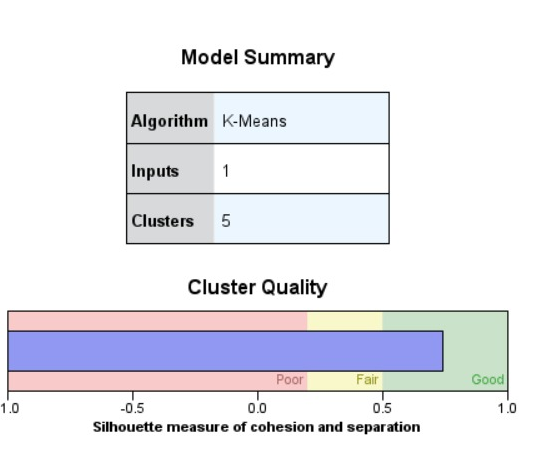 Model Summary
Algorithm K-Means
Inputs 1
Clusters 5
Cluster Quality
Poor Fair Good
1.0 -0.5 0.0 0.5 1.0
Silhouette measure of cohesion and separation